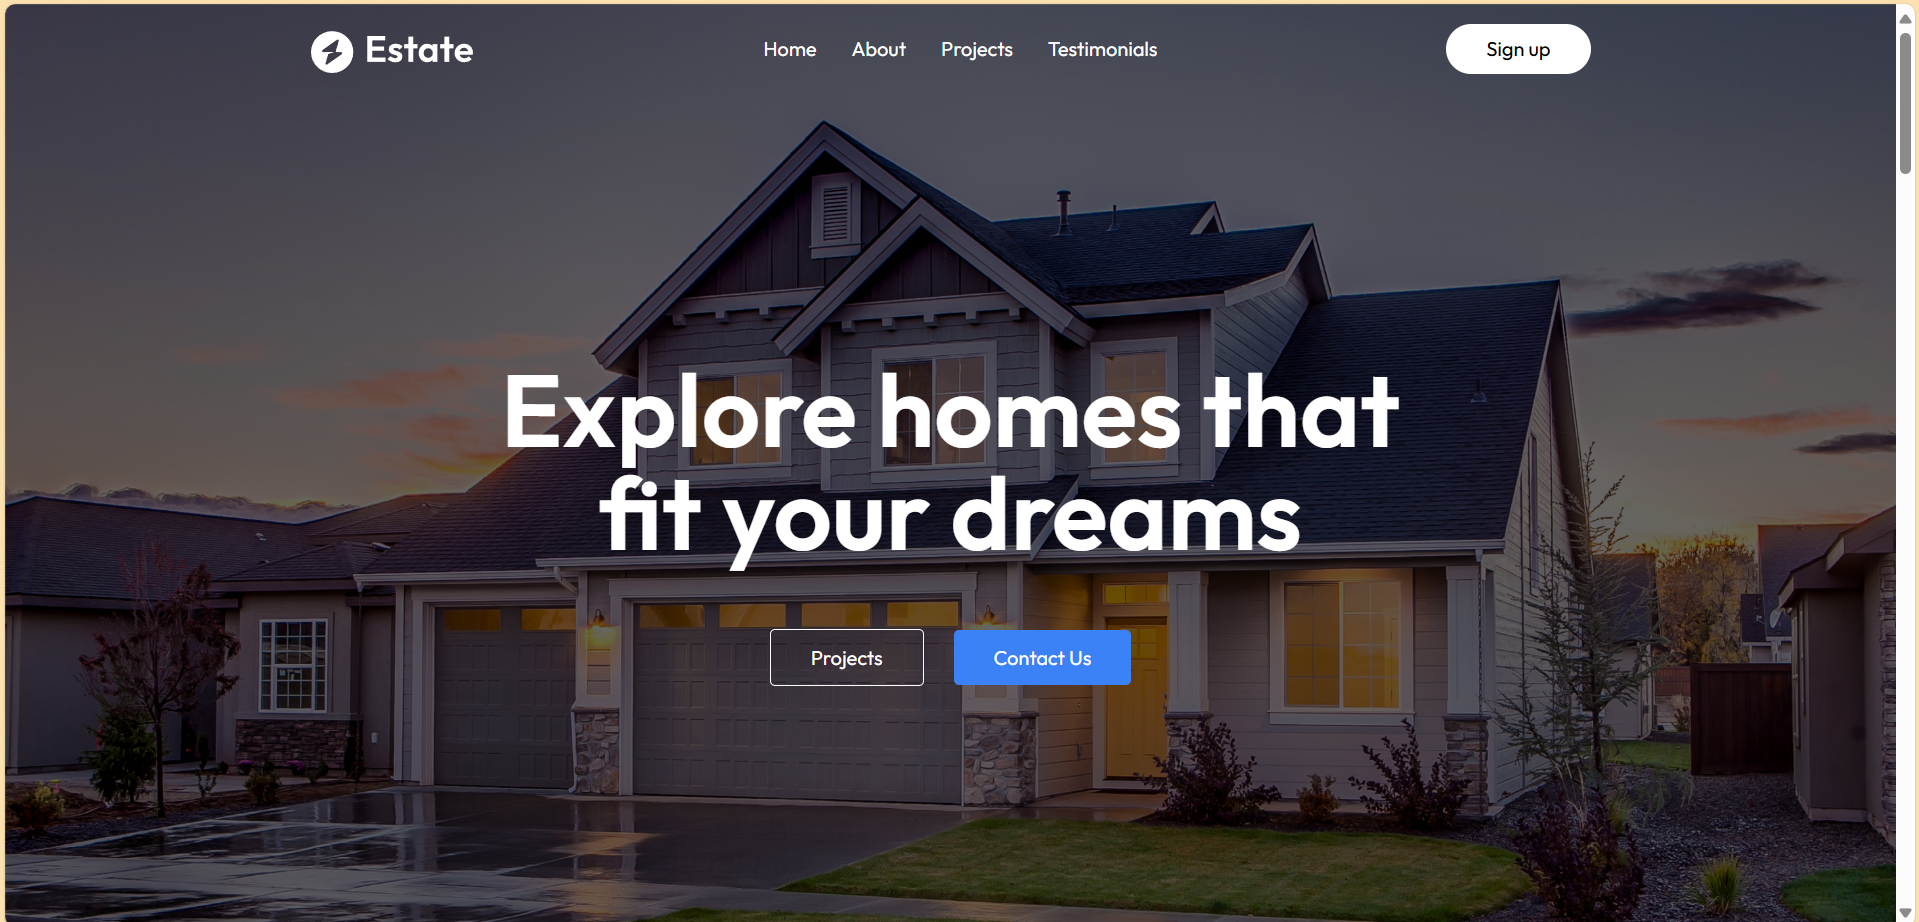 Estate
Home
About
Projects
Testimonials
Sign up
Explore homes that
fit your dreams
Projects
Contact Us